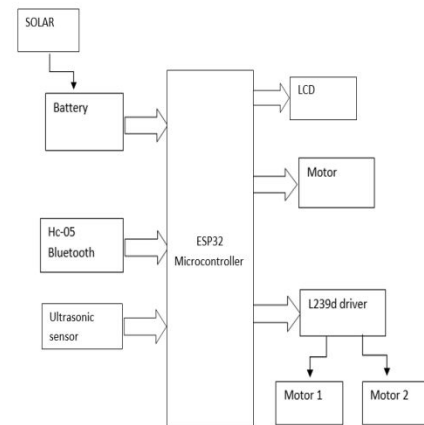 SOLAR
Battery
Hc-05
Bluetooth
Ultrasonic
sensor
ESP32
Microcontroller
LCD
Motor
L239d driver
Motor 1
Motor 2